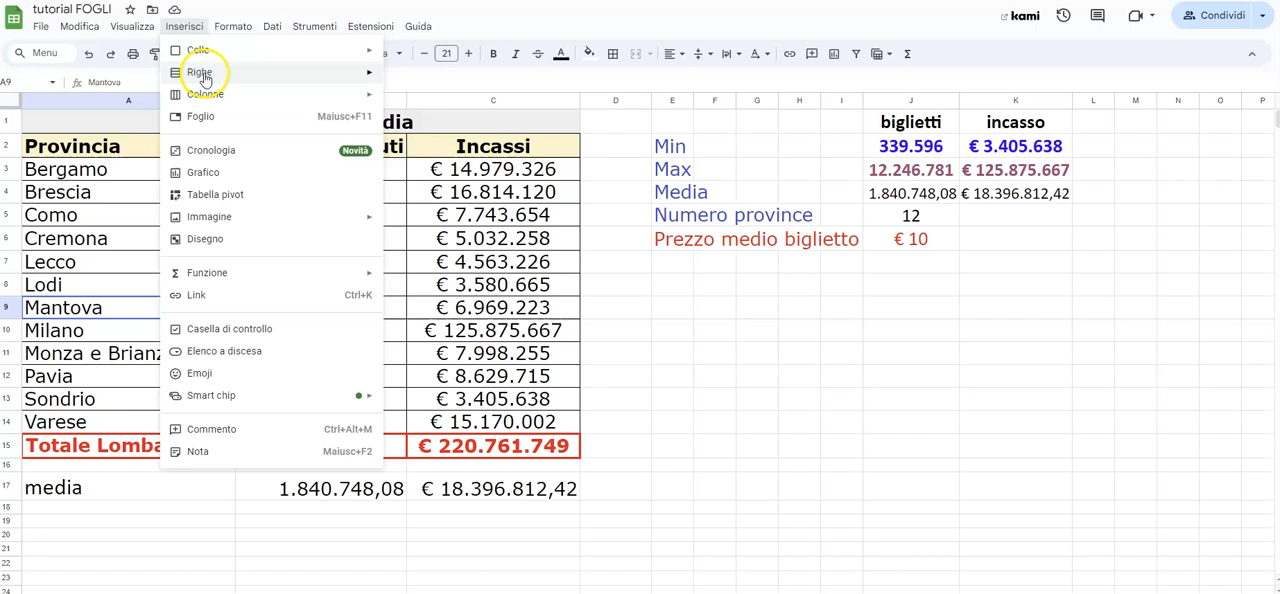 tutorial FOGLI
File Modifica Visualizza Inserisci Formato Dati Strumenti Estensioni Guida
kami
Condividi
Menu
21
A9
Mantova
Celle
Righe
Colonne
Foglio Maiusc+F11
Cronologia Novità
Grafico
Tabella pivot
Immagine
Disegno
Funzione
Link Ctrl+K
Casella di controllo
Elenco a discesa
Emoji
Smart chip
Commento Ctrl+Alt+M
Nota Maiusc+F2
A C D E F G H I J K L M N O P
1 dia biglietti incasso
2 Provincia uti Incassi Min 339.596 € 3.405.638
3 Bergamo € 14.979.326 Max 12.246.781 € 125.875.667
4 Brescia € 16.814.120 Media 1.840.748,08 € 18.396.812,42
5 Como € 7.743.654 Numero province 12
6 Cremona € 5.032.258 Prezzo medio biglietto € 10
7 Lecco € 4.563.226
8 Lodi € 3.580.665
9 Mantova € 6.969.223
10 Milano € 125.875.667
11 Monza e Brianz € 7.998.255
12 Pavia € 8.629.715
13 Sondrio € 3.405.638
14 Varese € 15.170.002
15 Totale Lomba € 220.761.749
16
17 media 1.840.748,08 € 18.396.812,42
18
19
20
21
22
23
24